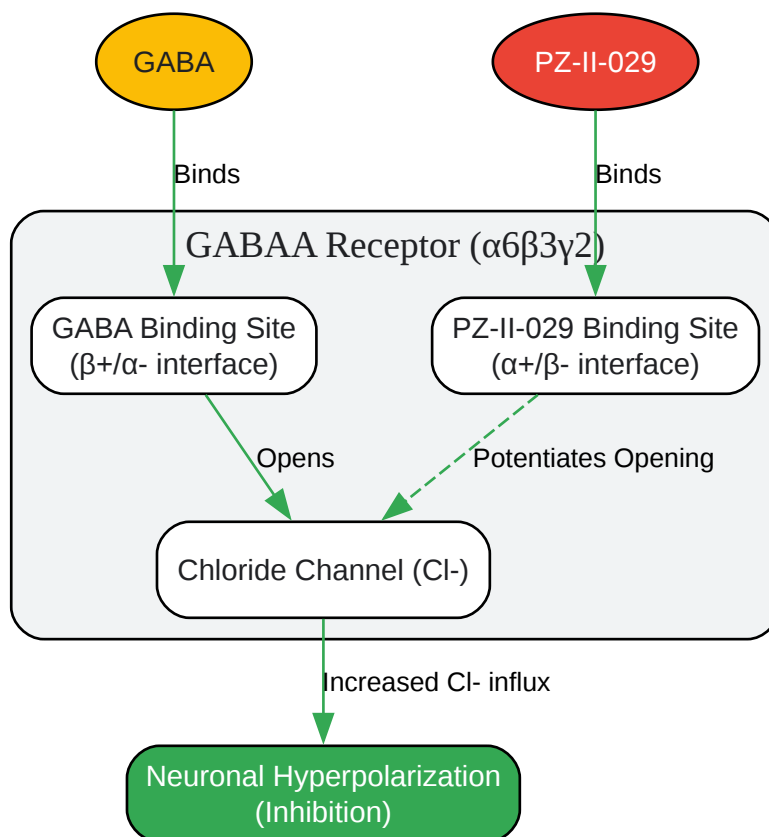 GABA
PZ-II-029
Binds
Binds
GABAA Receptor (α6β3γ2)
GABA Binding Site
(β+/α- interface)
PZ-II-029 Binding Site
(α+/β- interface)
Opens
Potentiates Opening
Chloride Channel (Cl-)
Increased Cl- influx
Neuronal Hyperpolarization
(Inhibition)